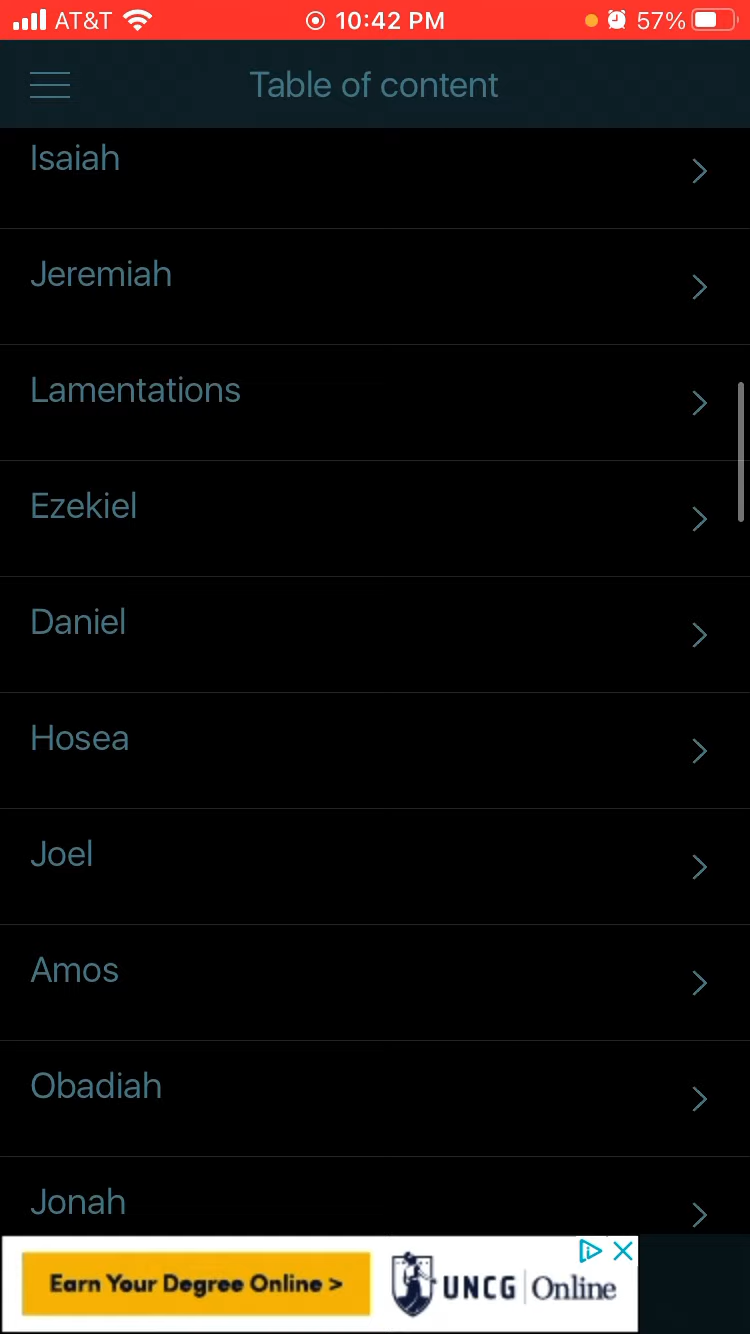 AT&T 10:42 PM 57%
Table of content
Isaiah
Jeremiah
Lamentations
Ezekiel
Daniel
Hosea
Joel
Amos
Obadiah
Jonah
Earn Your Degree Online > UNCG Online